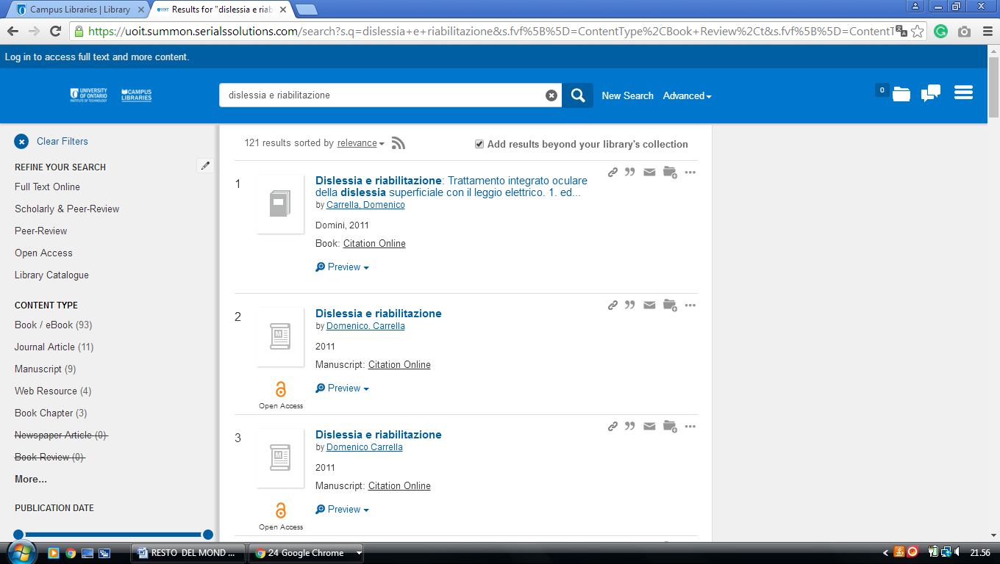 Campus Libraries | Library
Results for "dislessia e riab
https://uoit.summon.serialssolutions.com/search?s.q=dislessia+e+riabilitazione&s.fvf%5B%5D=ContentType%2CBook+Review%2Ct&s.fvf%5B%5D=ContentT
Log in to access full text and more content.
UNIVERSITY OF ONTARIO INSTITUTE OF TECHNOLOGY
CAMPUS LIBRARIES
dislessia e riabilitazione
New Search Advanced
0
Clear Filters
REFINE YOUR SEARCH
Full Text Online
Scholarly & Peer-Review
Peer-Review
Open Access
Library Catalogue
CONTENT TYPE
Book / eBook (93)
Journal Article (11)
Manuscript (9)
Web Resource (4)
Book Chapter (3)
Newspaper Article (0)
Book Review (0)
More...
PUBLICATION DATE
121 results sorted by relevance
Add results beyond your library's collection
1
Dislessia e riabilitazione: Trattamento integrato oculare
della dislessia superficiale con il leggio elettrico. 1. ed...
by Carrella, Domenico
Domini, 2011
Book: Citation Online
Preview
2
Dislessia e riabilitazione
by Domenico. Carrella
2011
Manuscript: Citation Online
Preview
Open Access
3
Dislessia e riabilitazione
by Domenico Carrella
2011
Manuscript: Citation Online
Preview
Open Access
RESTO DEL MOND ...
24 Google Chrome
21.56